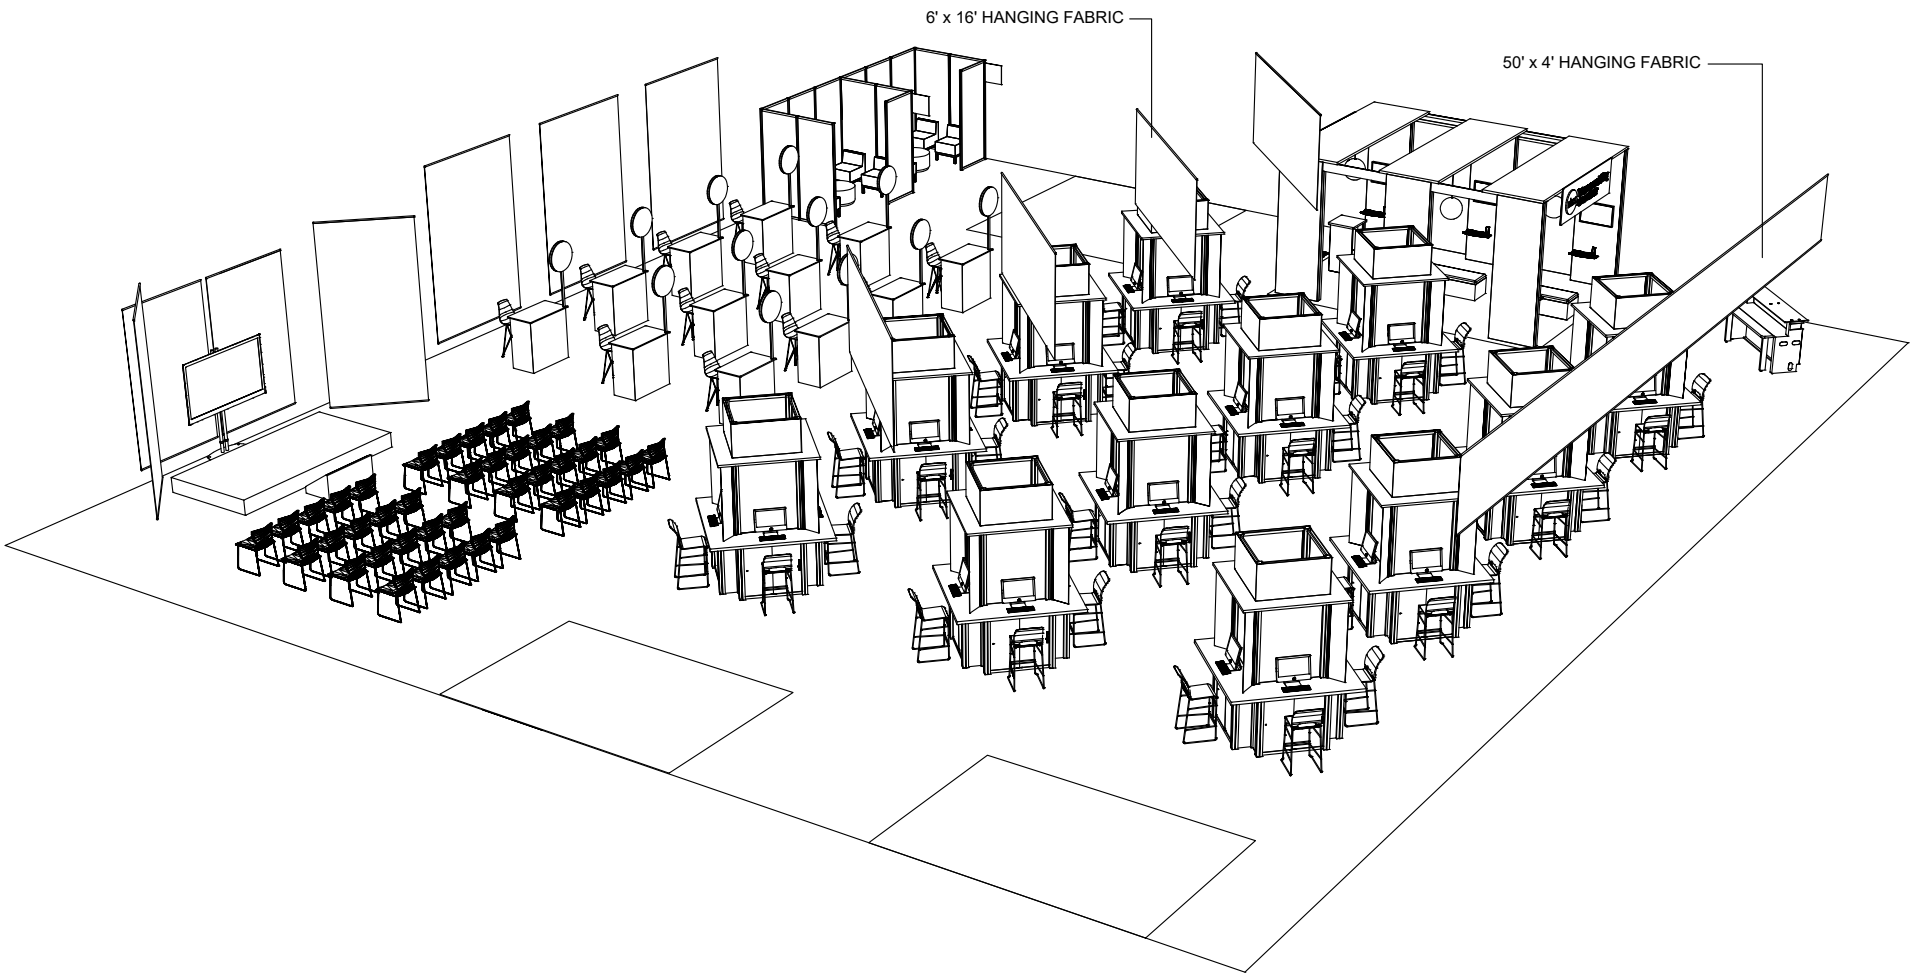 6' x 16' HANGING FABRIC
50' x 4' HANGING FABRIC